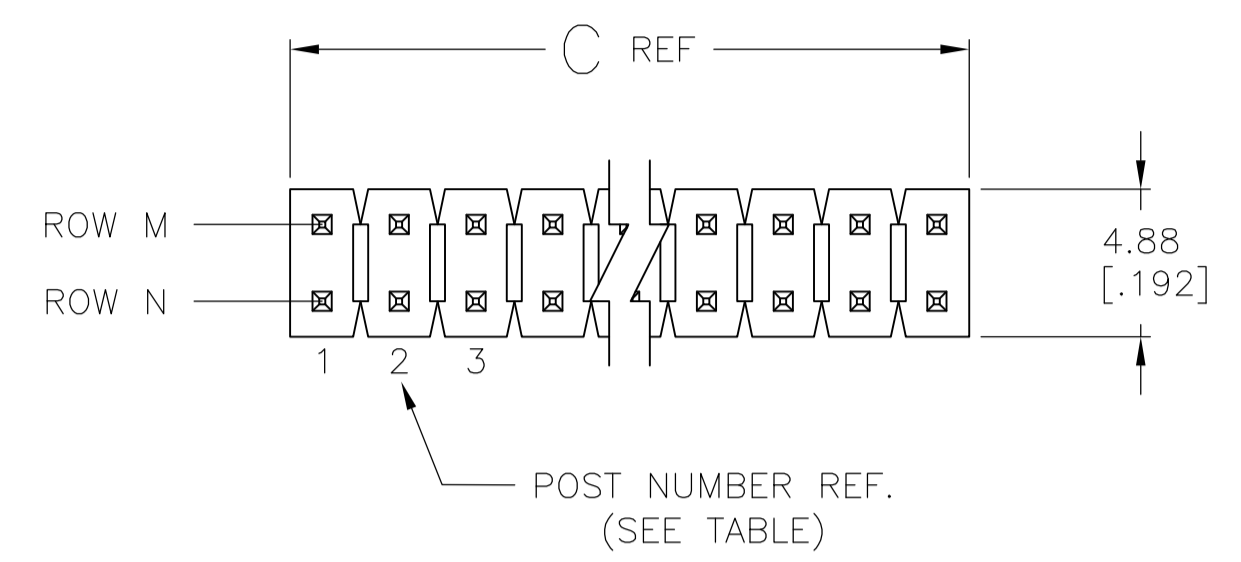 C REF
ROW M
ROW N
4.88
[.192]
1 2 3
POST NUMBER REF.
(SEE TABLE)